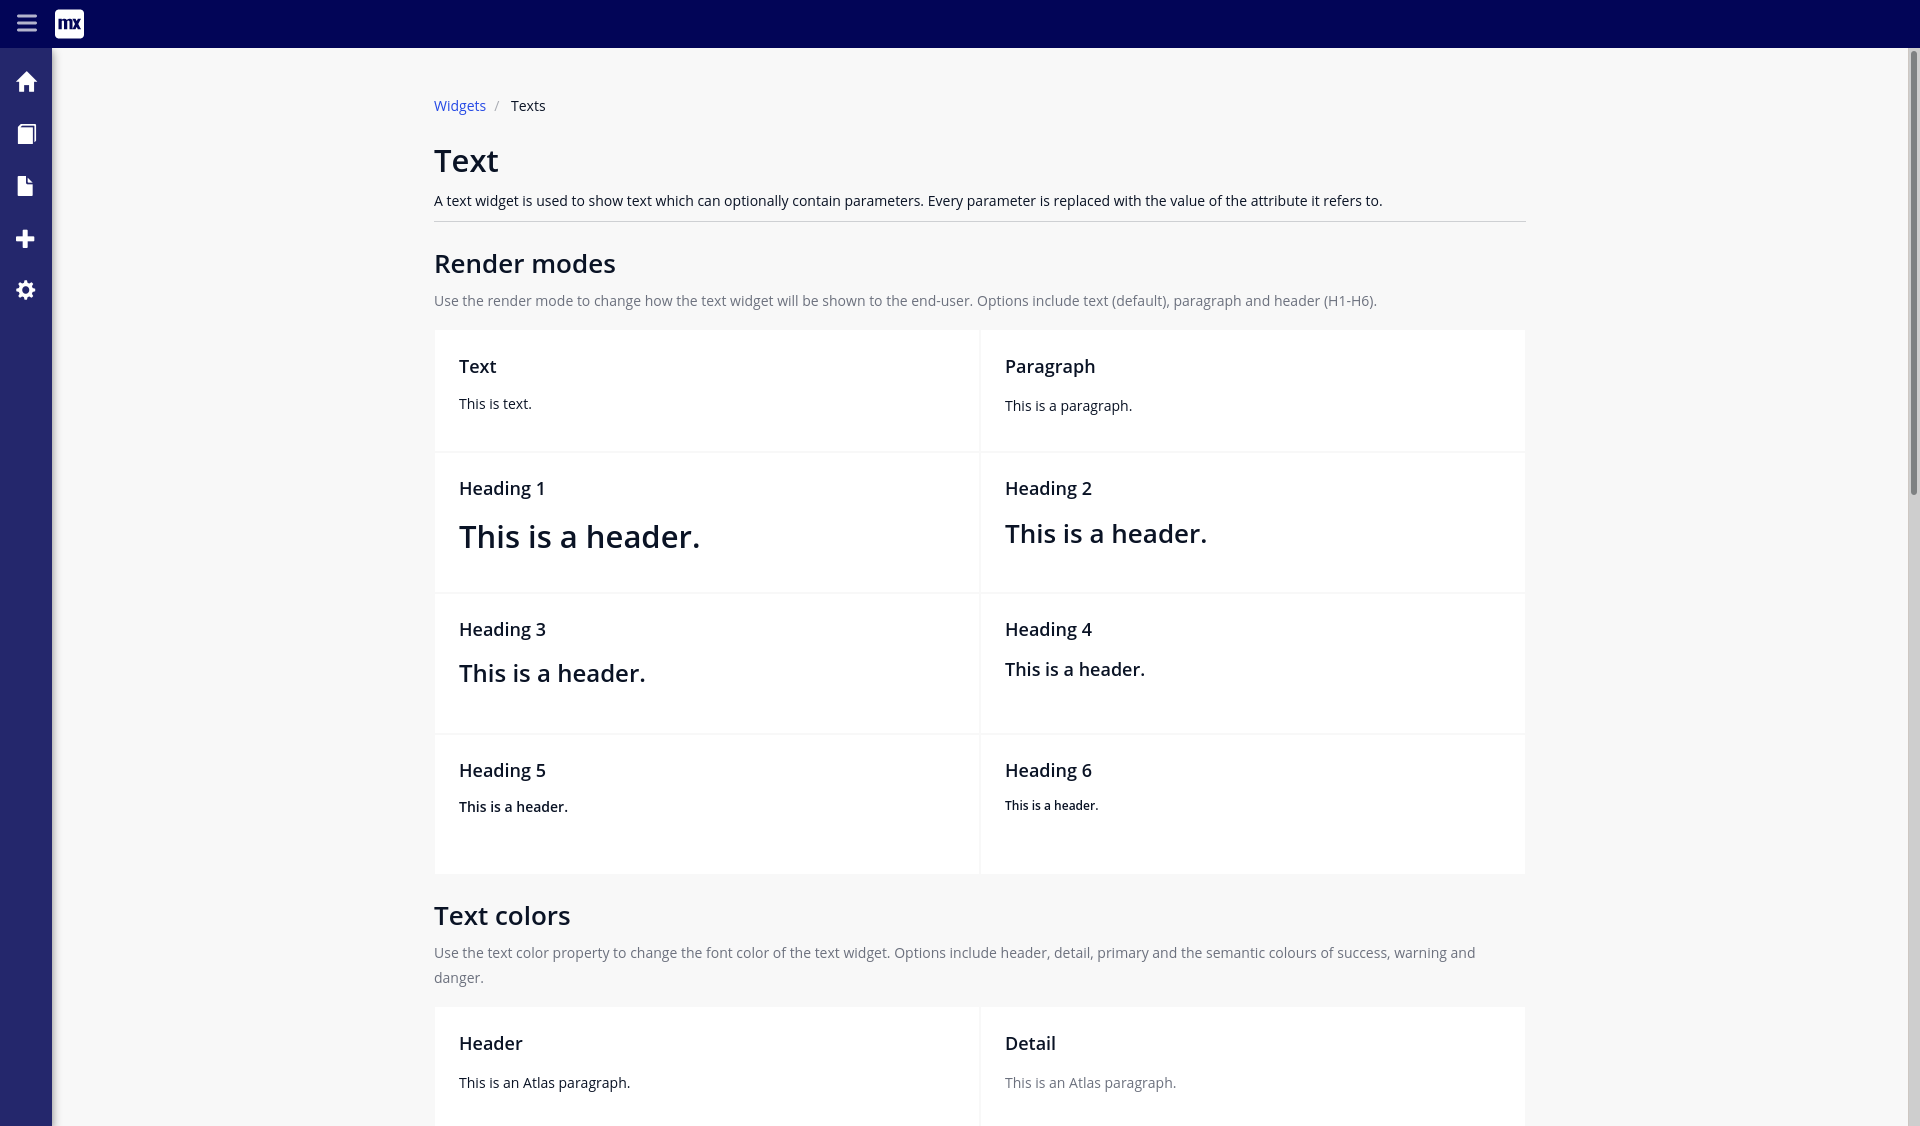 mx
Widgets / Texts
Text
A text widget is used to show text which can optionally contain parameters. Every parameter is replaced with the value of the attribute it refers to.
Render modes
Use the render mode to change how the text widget will be shown to the end-user. Options include text (default), paragraph and header (H1-H6).
Text
This is text.
Paragraph
This is a paragraph.
Heading 1
This is a header.
Heading 2
This is a header.
Heading 3
This is a header.
Heading 4
This is a header.
Heading 5
This is a header.
Heading 6
This is a header.
Text colors
Use the text color property to change the font color of the text widget. Options include header, detail, primary and the semantic colours of success, warning and
danger.
Header
This is an Atlas paragraph.
Detail
This is an Atlas paragraph.